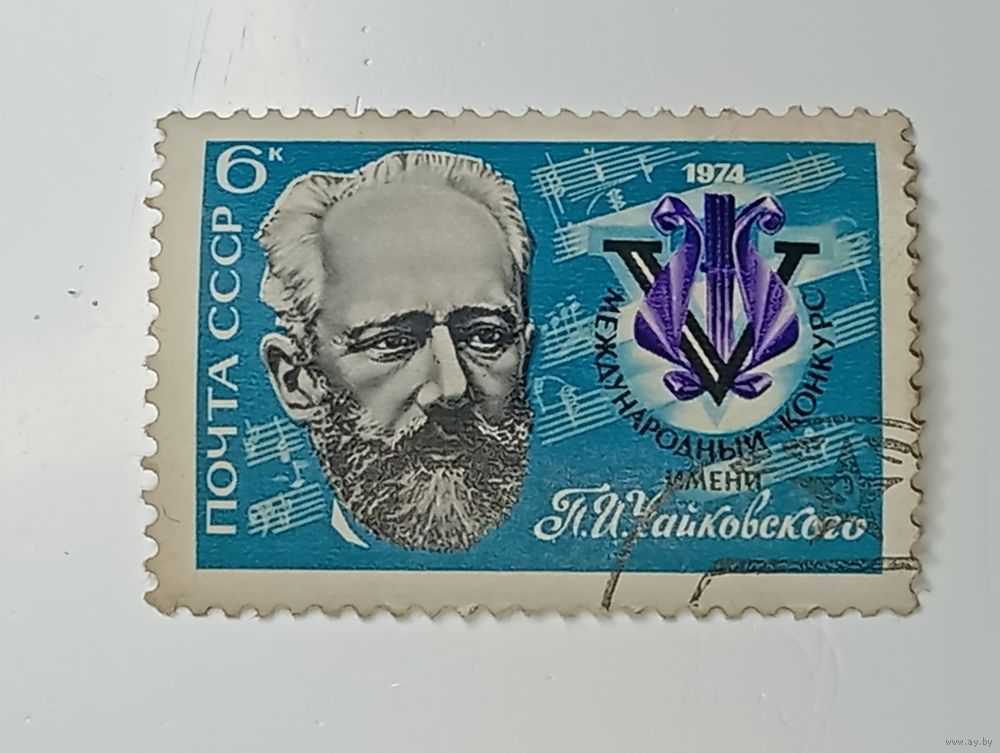 ПОЧТА СССР
6К
1974
V
МЕЖДУНАРОДНЫЙ КОНКУРС
ИМЕНИ
П.И.Чайковского
www.ay.by